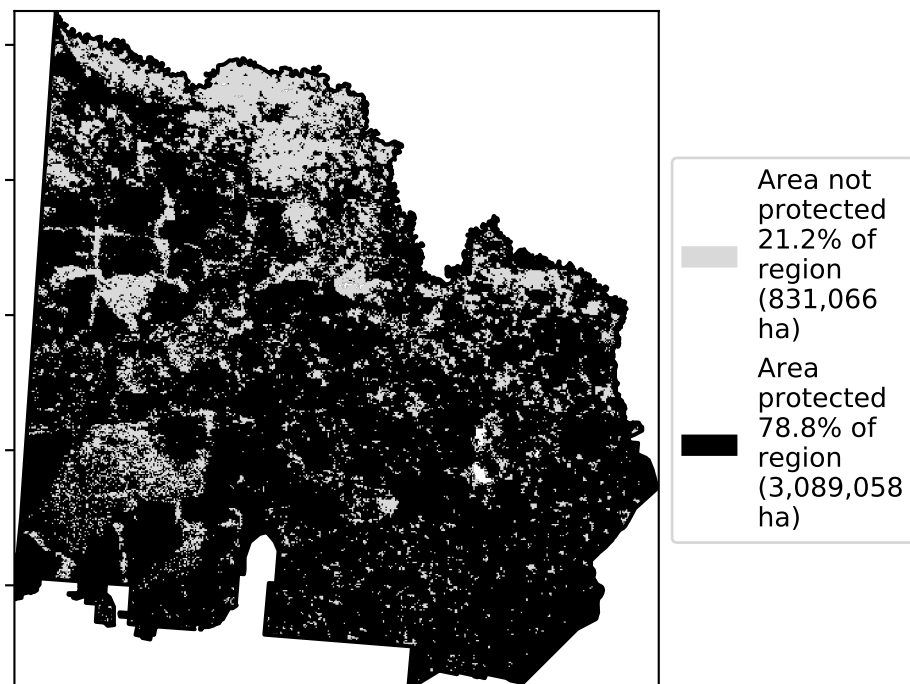 Area not
protected
21.2% of
region
(831,066
ha)
Area
protected
78.8% of
region
(3,089,058
ha)